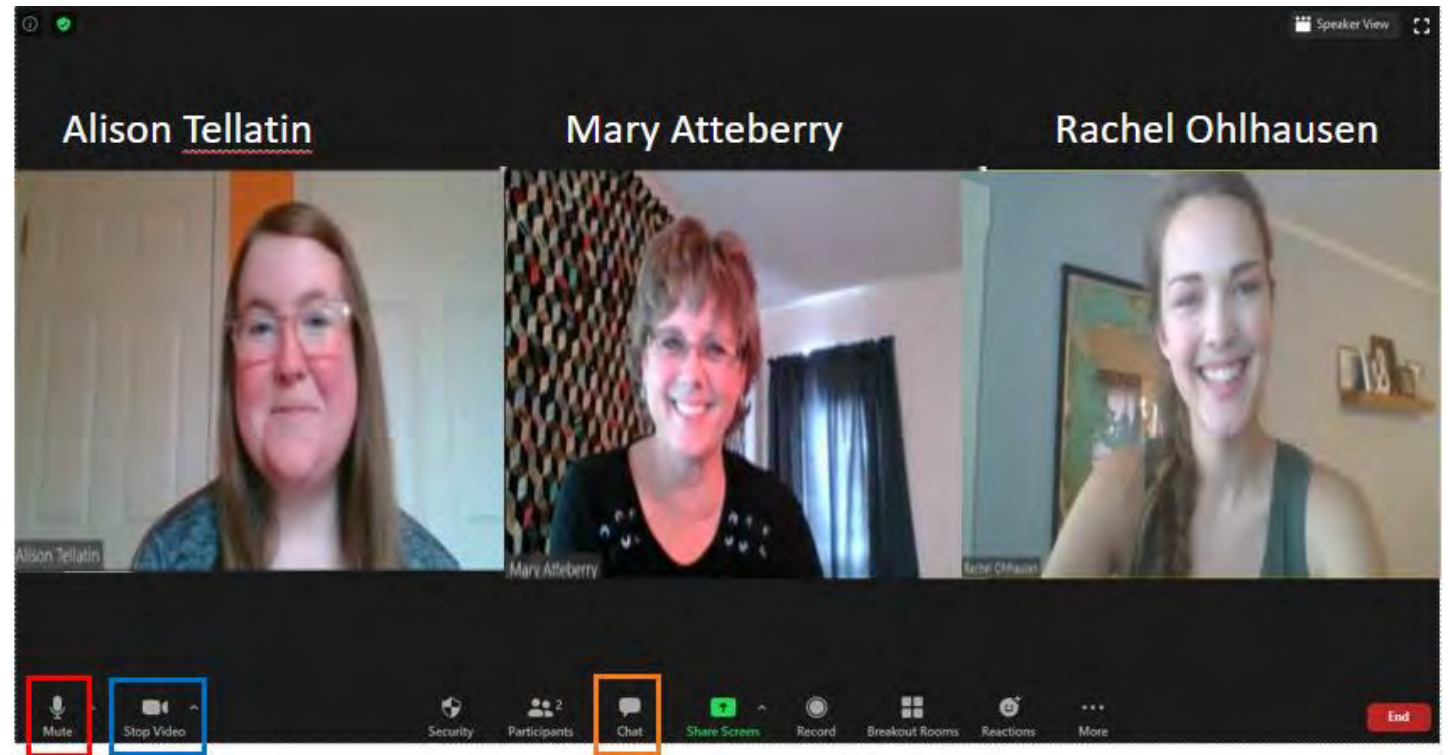 Speaker View
Alison Tellatin
Mary Atteberry
Rachel Ohlhausen
Alison Tellatin
Mary Atteberry
Rachel Ohlhausen
Mute
Stop Video
Security
Participants 2
Chat
Share Screen
Record
Breakout Rooms
Reactions
More
End